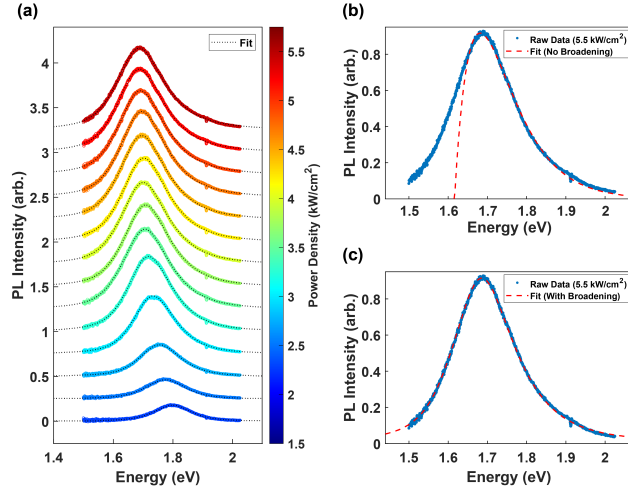 (a)
Fit
PL Intensity (arb.)
4
3.5
3
2.5
2
1.5
1
0.5
0
1.4
1.6
1.8
2
Energy (eV)
5.5
5
4.5
4
3.5
3
2.5
2
1.5
Power Density (kW/cm²)
(b)
Raw Data (5.5 kW/cm²)
Fit (No Broadening)
PL Intensity (arb.)
0.8
0.6
0.4
0.2
0
1.5
1.6
1.7
1.8
1.9
2
Energy (eV)
(c)
Raw Data (5.5 kW/cm²)
Fit (With Broadening)
PL Intensity (arb.)
0.8
0.6
0.4
0.2
0
1.5
1.6
1.7
1.8
1.9
2
Energy (eV)